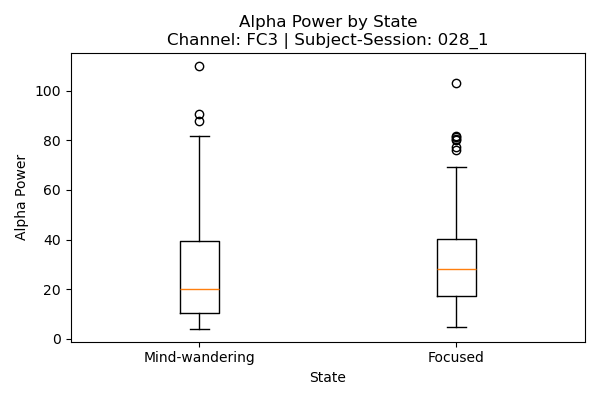 Alpha Power by State
Channel: FC3 | Subject-Session: 028_1
Alpha Power
100
80
60
40
20
0
Mind-wandering
Focused
State